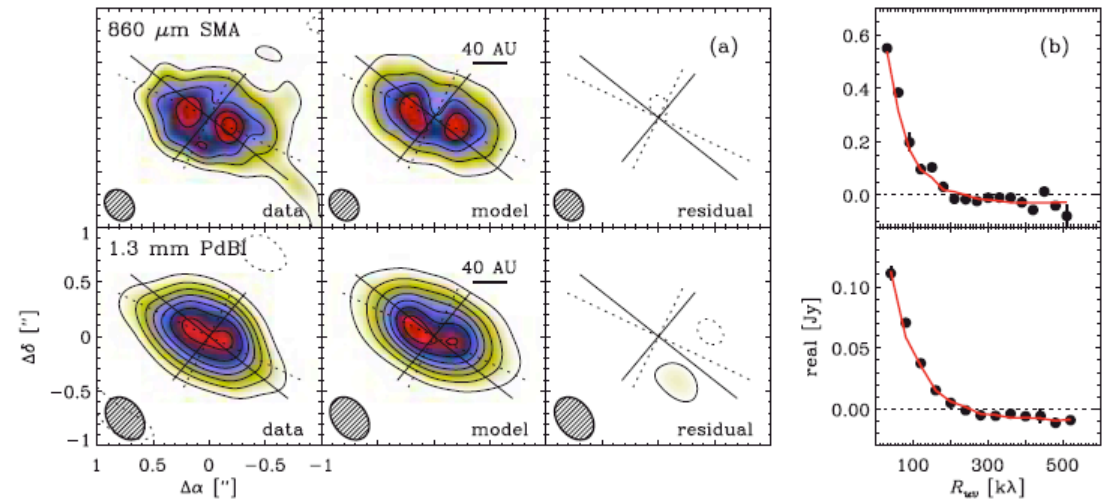 860 μm SMA
data
40 AU
model
(a)
residual
1.3 mm PdBI
data
40 AU
model
residual
1
0.5
0
-0.5
-1
Δδ ["]
1
0.5
0
-0.5
-1
Δα ["]
(b)
0.6
0.4
0.2
0.0
0.10
0.05
0.00
real [Jy]
100
300
500
R_uv [kλ]